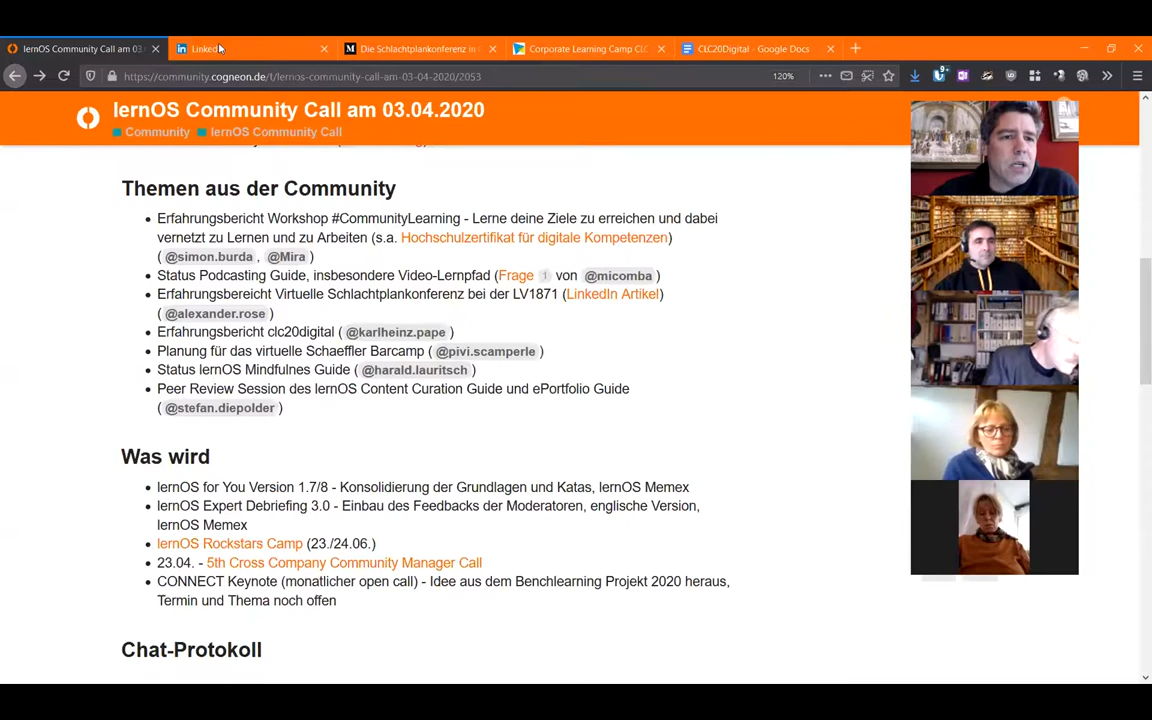 lernOS Community Call am 03.
LinkedIn
Die Schlachtplankonferenz in
Corporate Learning Camp CLC
CLC20Digital - Google Docs
https://community.cogneon.de/t/lernos-community-call-am-03-04-2020/2053
120%
lernOS Community Call am 03.04.2020
Community lernOS Community Call
Themen aus der Community
Erfahrungsbericht Workshop #CommunityLearning - Lerne deine Ziele zu erreichen und dabei
vernetzt zu Lernen und zu Arbeiten (s.a. Hochschulzertifikat für digitale Kompetenzen)
( @simon.burda , @Mira )
Status Podcasting Guide, insbesondere Video-Lernpfad (Frage 1 von @micomba )
Erfahrungsbereicht Virtuelle Schlachtplankonferenz bei der LV1871 (LinkedIn Artikel)
( @alexander.rose )
Erfahrungsbericht clc20digital ( @karlheinz.pape )
Planung für das virtuelle Schaeffler Barcamp ( @pivi.scamperle )
Status lernOS Mindfulnes Guide ( @harald.lauritsch )
Peer Review Session des lernOS Content Curation Guide und ePortfolio Guide
( @stefan.diepolder )
Was wird
lernOS for You Version 1.7/8 - Konsolidierung der Grundlagen und Katas, lernOS Memex
lernOS Expert Debriefing 3.0 - Einbau des Feedbacks der Moderatoren, englische Version,
lernOS Memex
lernOS Rockstars Camp (23./24.06.)
23.04. - 5th Cross Company Community Manager Call
CONNECT Keynote (monatlicher open call) - Idee aus dem Benchlearning Projekt 2020 heraus,
Termin und Thema noch offen
Chat-Protokoll